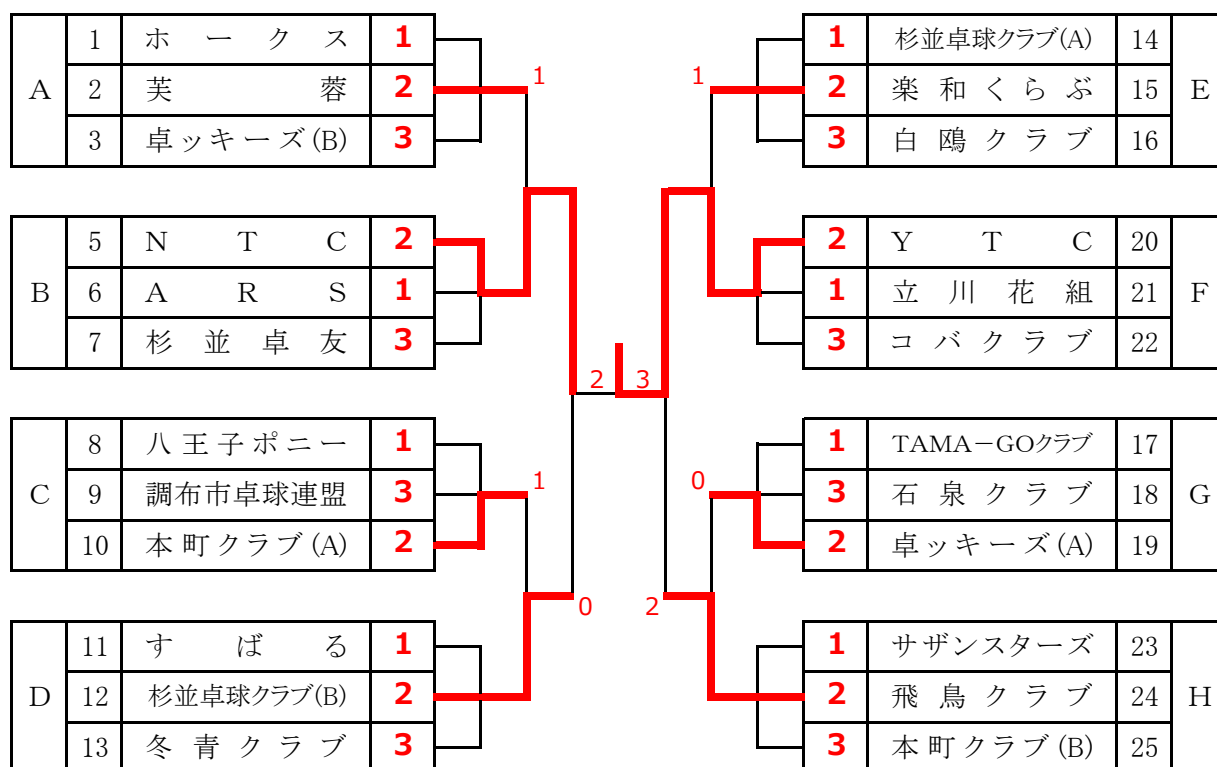 A
1 ホークス 1
2 芙蓉 2
3 卓ッキーズ(B) 3
1
B
5 NTC 2
6 ARS 1
7 杉並卓友 3
C
8 八王子ポニー 1
9 調布市卓球連盟 3
10 本町クラブ(A) 2
1
D
11 すばる 1
12 杉並卓球クラブ(B) 2
13 冬青クラブ 3
0
2 3
1
1 杉並卓球クラブ(A) 14
2 楽和くらぶ 15
3 白鴎クラブ 16
E
2 YTC 20
1 立川花組 21
3 コバクラブ 22
F
0
1 TAMA-GOクラブ 17
3 石泉クラブ 18
2 卓ッキーズ(A) 19
G
2
1 サザンスターズ 23
2 飛鳥クラブ 24
3 本町クラブ(B) 25
H